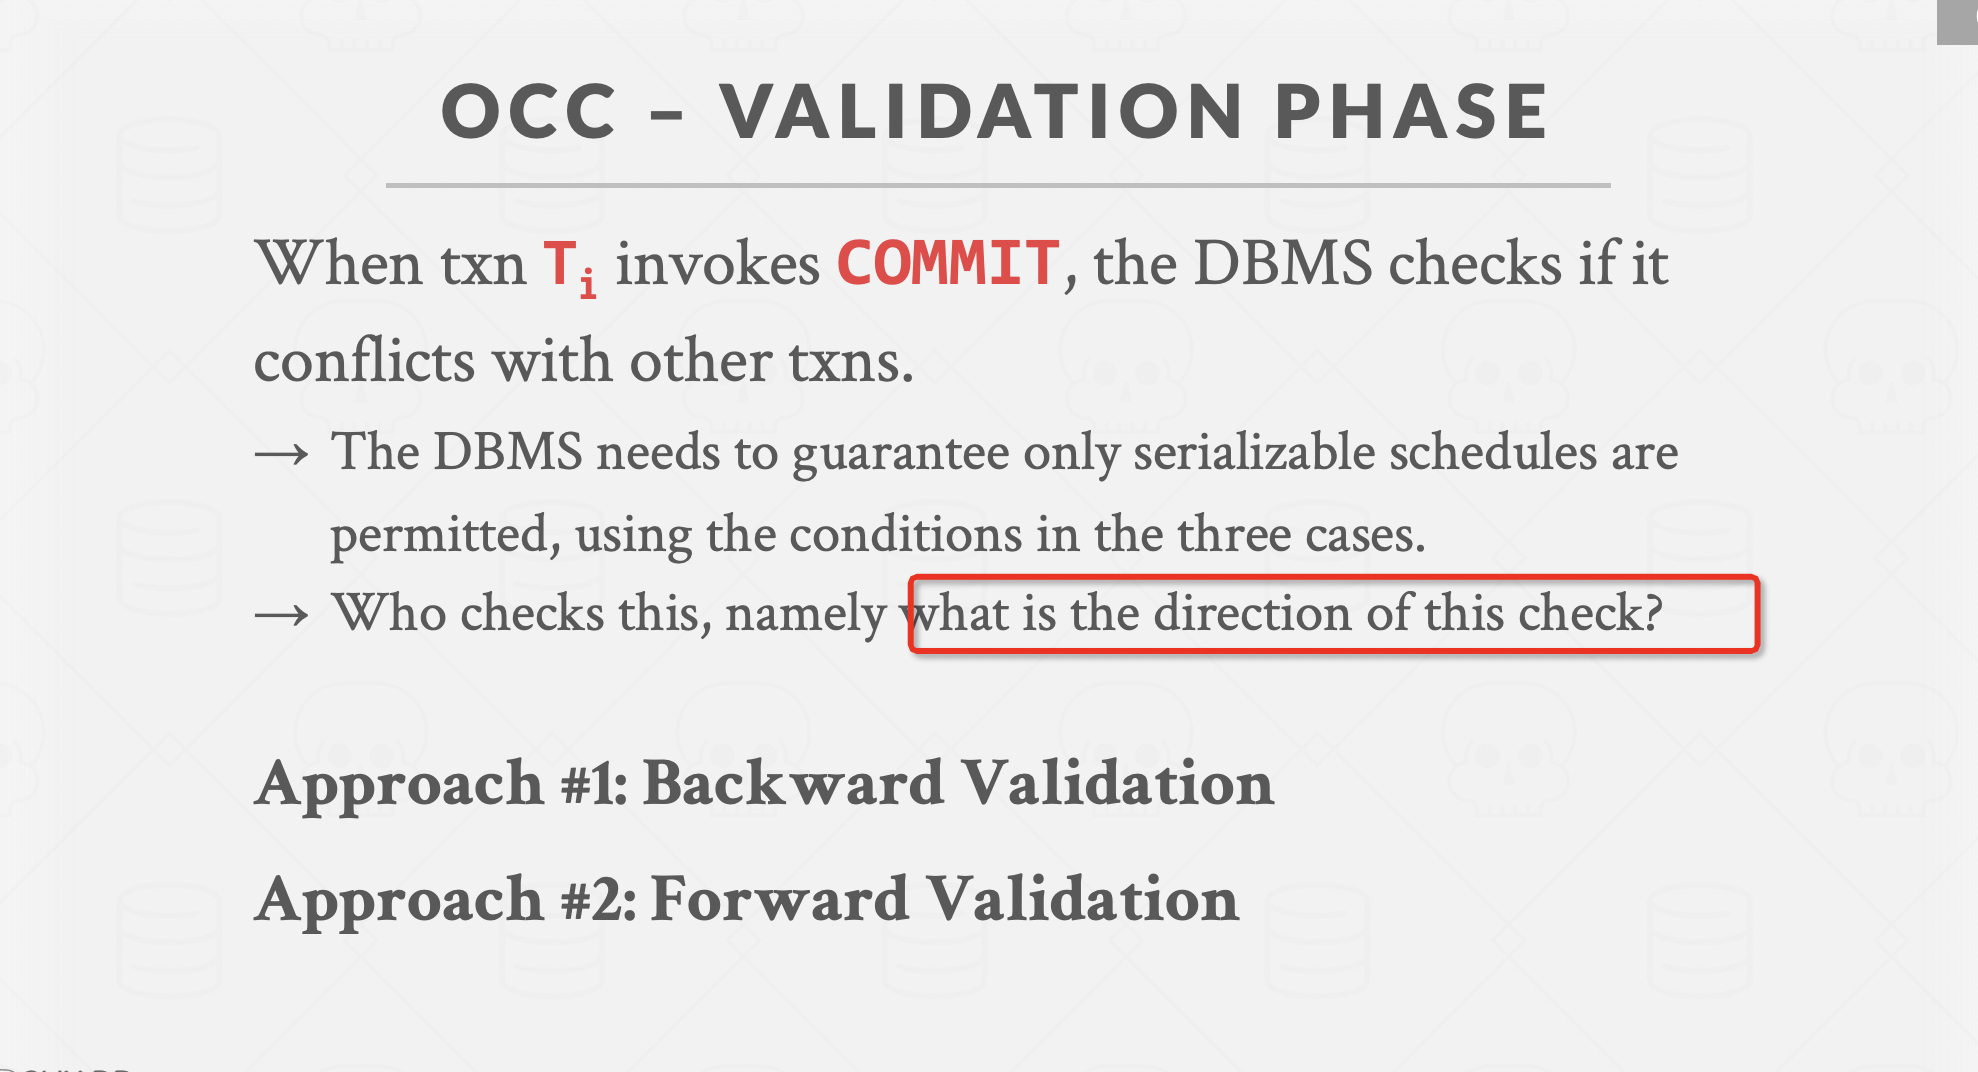 OCC – VALIDATION PHASE
When txn Ti invokes COMMIT, the DBMS checks if it
conflicts with other txns.
→ The DBMS needs to guarantee only serializable schedules are
permitted, using the conditions in the three cases.
→ Who checks this, namely what is the direction of this check?
Approach #1: Backward Validation
Approach #2: Forward Validation